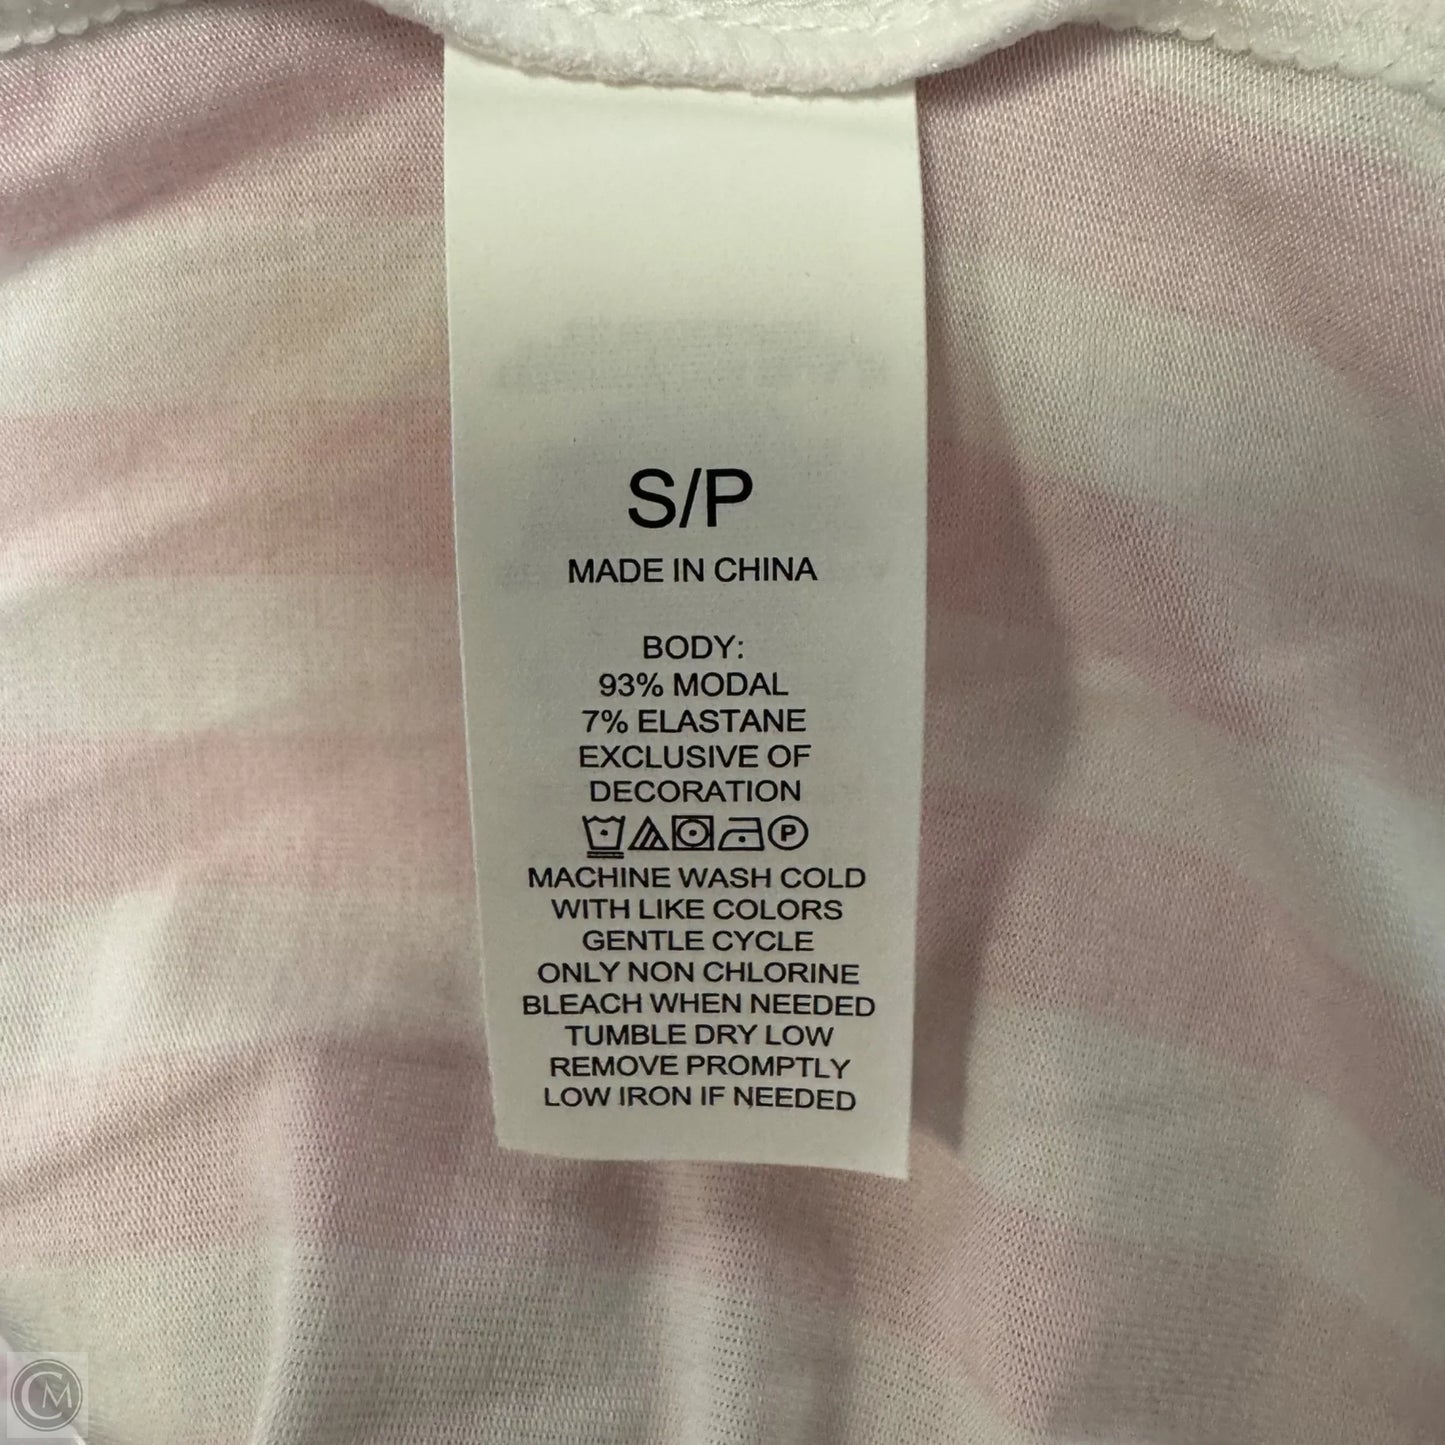 S/P
MADE IN CHINA
BODY:
93% MODAL
7% ELASTANE
EXCLUSIVE OF
DECORATION
P
MACHINE WASH COLD
WITH LIKE COLORS
GENTLE CYCLE
ONLY NON CHLORINE
BLEACH WHEN NEEDED
TUMBLE DRY LOW
REMOVE PROMPTLY
LOW IRON IF NEEDED
CM